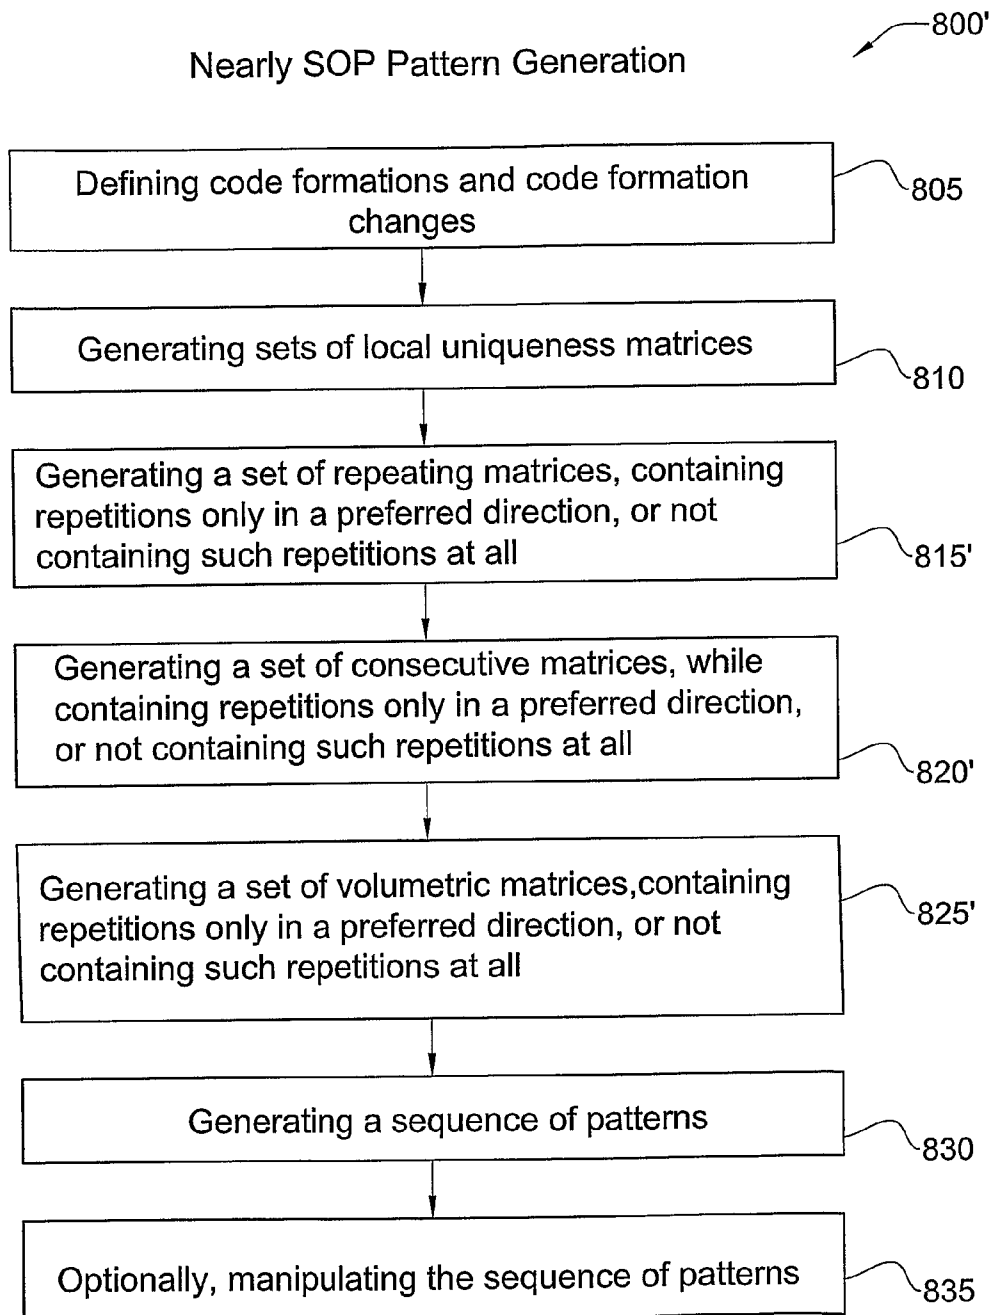 800'
Nearly SOP Pattern Generation
Defining code formations and code formation
changes
805
Generating sets of local uniqueness matrices
810
Generating a set of repeating matrices, containing
repetitions only in a preferred direction, or not
containing such repetitions at all
815'
Generating a set of consecutive matrices, while
containing repetitions only in a preferred direction,
or not containing such repetitions at all
820'
Generating a set of volumetric matrices,containing
repetitions only in a preferred direction, or not
containing such repetitions at all
825'
Generating a sequence of patterns
830
Optionally, manipulating the sequence of patterns
835